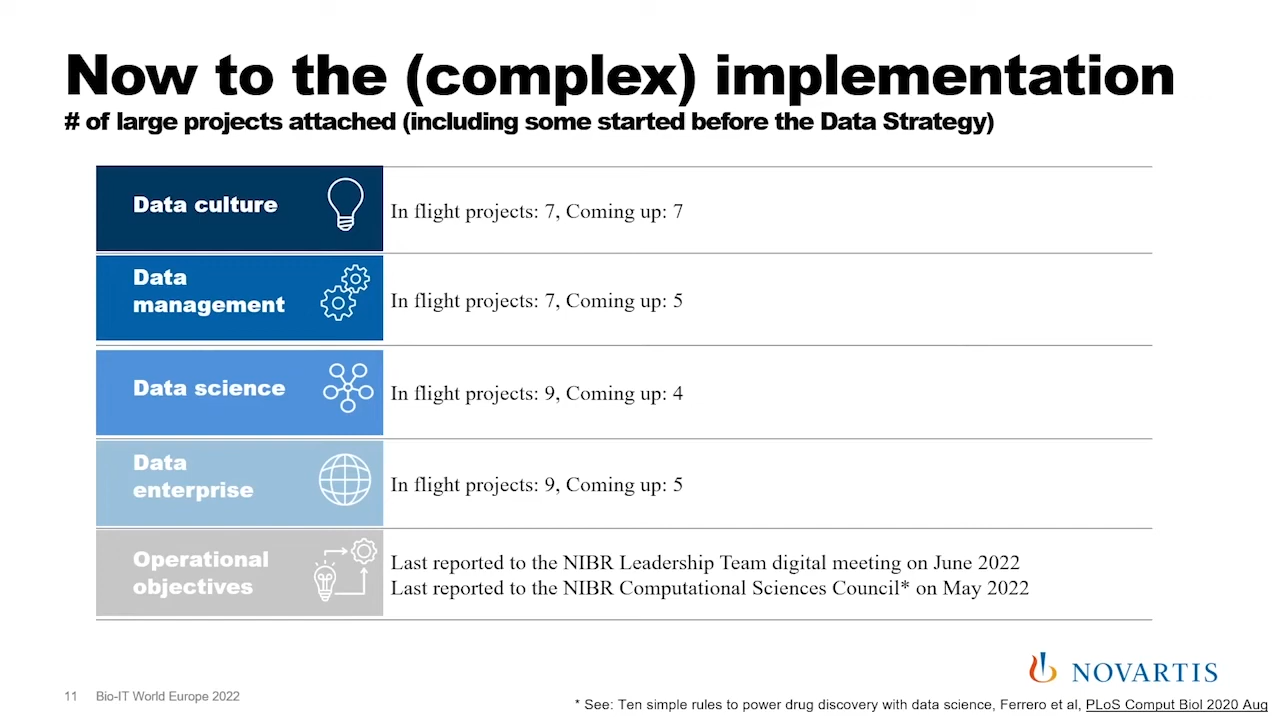 Now to the (complex) implementation
# of large projects attached (including some started before the Data Strategy)
Data culture
In flight projects: 7, Coming up: 7
Data
management
In flight projects: 7, Coming up: 5
Data science
In flight projects: 9, Coming up: 4
Data
enterprise
In flight projects: 9, Coming up: 5
Operational
objectives
Last reported to the NIBR Leadership Team digital meeting on June 2022
Last reported to the NIBR Computational Sciences Council* on May 2022
NOVARTIS
11 Bio-IT World Europe 2022
* See: Ten simple rules to power drug discovery with data science, Ferrero et al, PLoS Comput Biol 2020 Aug